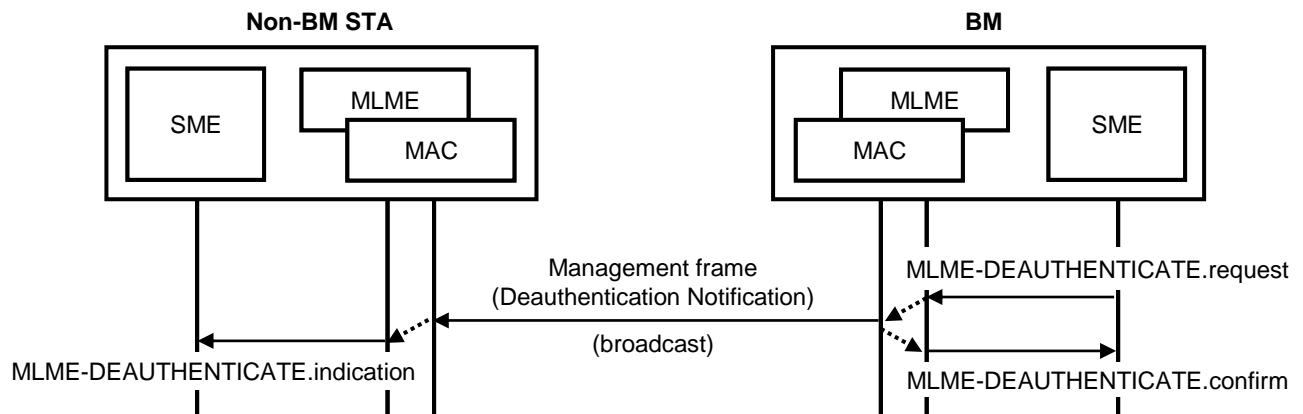 Non-BM STA
BM
SME
MLME
MAC
MLME
MAC
SME
Management frame
(Deauthentication Notification)
(broadcast)
MLME-DEAUTHENTICATE.request
MLME-DEAUTHENTICATE.indication
MLME-DEAUTHENTICATE.confirm